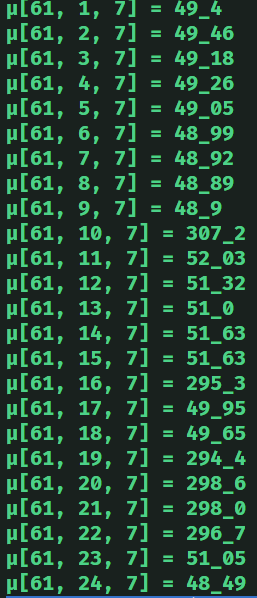 μ[61, 1, 7] = 49_4
μ[61, 2, 7] = 49_46
μ[61, 3, 7] = 49_18
μ[61, 4, 7] = 49_26
μ[61, 5, 7] = 49_05
μ[61, 6, 7] = 48_99
μ[61, 7, 7] = 48_92
μ[61, 8, 7] = 48_89
μ[61, 9, 7] = 48_9
μ[61, 10, 7] = 307_2
μ[61, 11, 7] = 52_03
μ[61, 12, 7] = 51_32
μ[61, 13, 7] = 51_0
μ[61, 14, 7] = 51_63
μ[61, 15, 7] = 51_63
μ[61, 16, 7] = 295_3
μ[61, 17, 7] = 49_95
μ[61, 18, 7] = 49_65
μ[61, 19, 7] = 294_4
μ[61, 20, 7] = 298_6
μ[61, 21, 7] = 298_0
μ[61, 22, 7] = 296_7
μ[61, 23, 7] = 51_05
μ[61, 24, 7] = 48_49